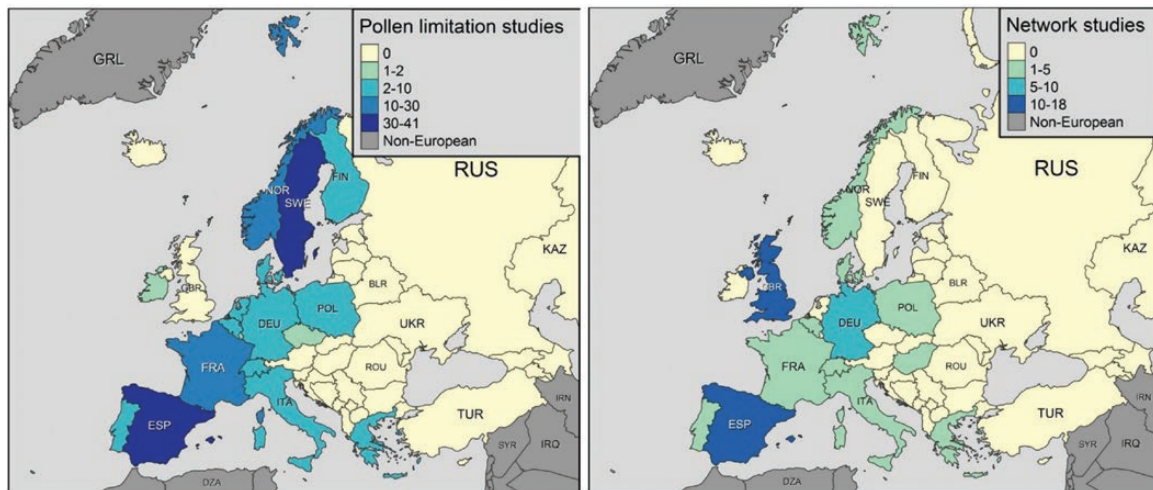 Pollen limitation studies
0
1-2
2-10
10-30
30-41
Non-European
GRL
RUS
NOR
SWE
FIN
KAZ
GBR
BLR
DEU
POL
UKR
FRA
ROU
ITA
ESP
TUR
IRN
SYR
IRQ
DZA
Network studies
0
1-5
5-10
10-18
Non-European
GRL
RUS
NOR
SWE
FIN
KAZ
GBR
BLR
DEU
POL
UKR
FRA
ROU
ITA
ESP
TUR
IRN
SYR
IRQ
DZA